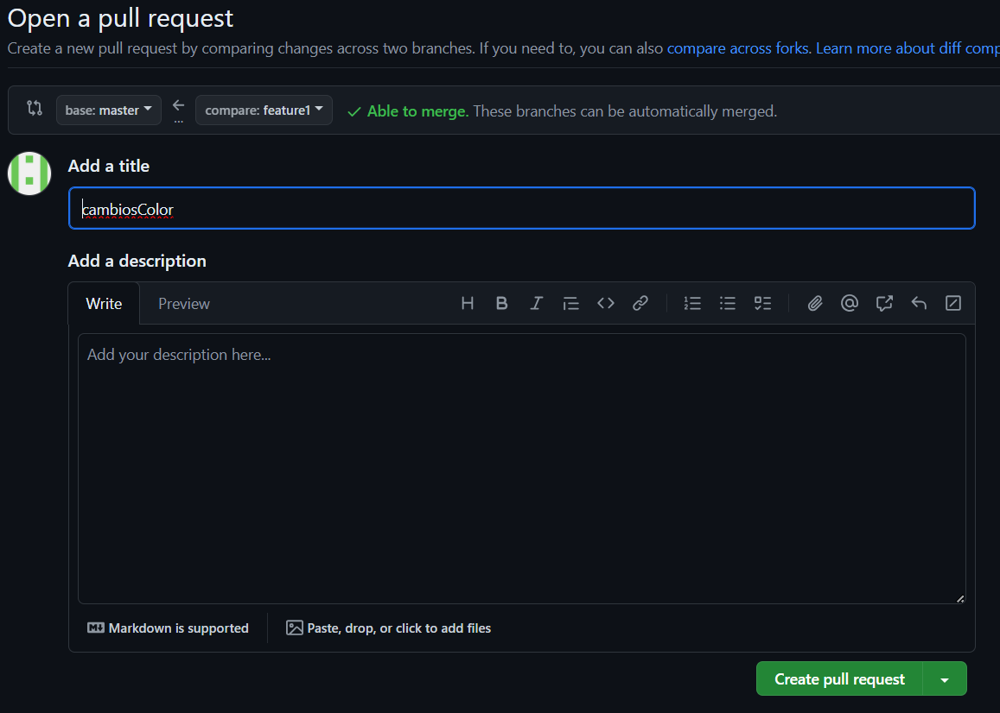 Open a pull request
Create a new pull request by comparing changes across two branches. If you need to, you can also compare across forks. Learn more about diff comp
base: master ← compare: feature1 ✓ Able to merge. These branches can be automatically merged.
Add a title
cambiosColor
Add a description
Write Preview
Add your description here...
Markdown is supported Paste, drop, or click to add files
Create pull request